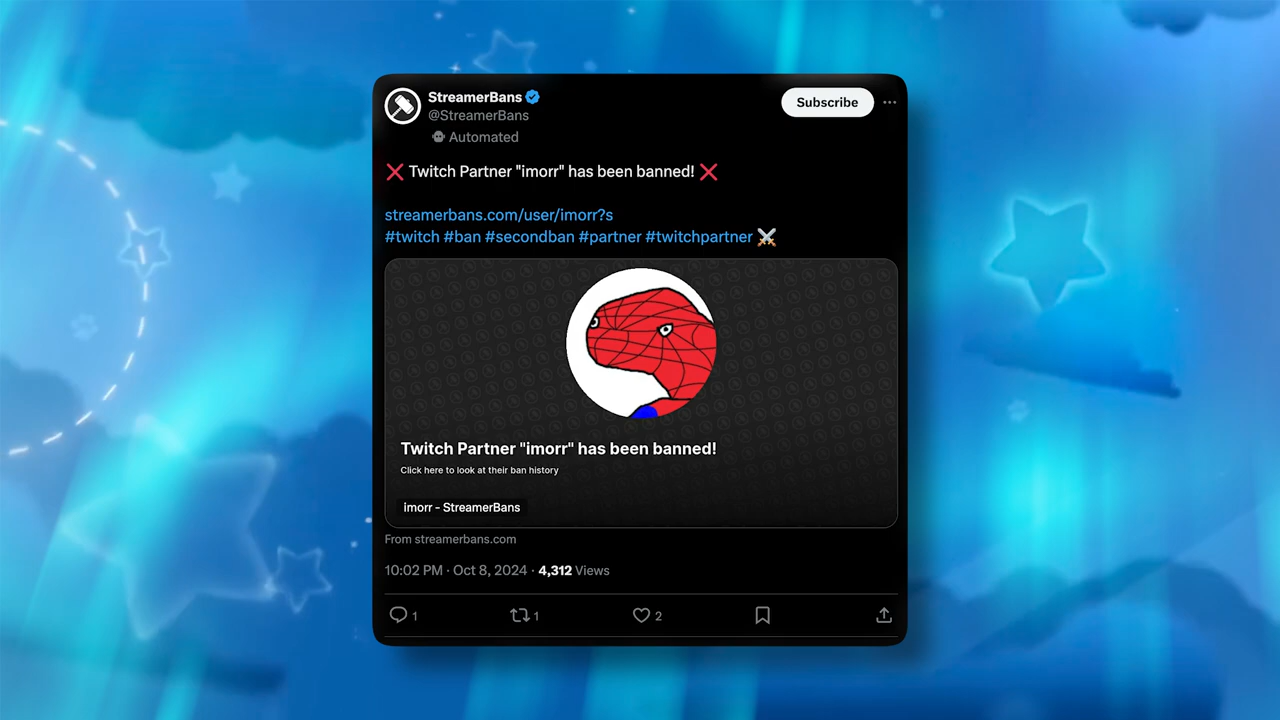 StreamerBans
Subscribe
@StreamerBans
Automated
❌ Twitch Partner "imorr" has been banned! ❌
streamerbans.com/user/imorr?s
#twitch #ban #secondban #partner #twitchpartner ⚔️
Twitch Partner "imorr" has been banned!
Click here to look at their ban history
imorr - StreamerBans
From streamerbans.com
10:02 PM · Oct 8, 2024 · 4,312 Views
1
1
2